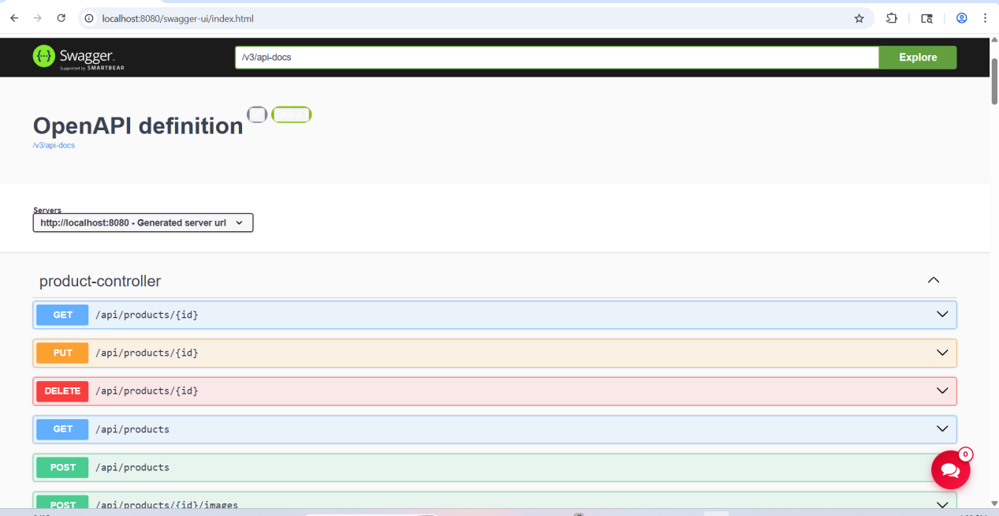 localhost:8080/swagger-ui/index.html
Swagger.
Supported by SMARTBEAR
/v3/api-docs
Explore
OpenAPI definition
/v3/api-docs
Servers
http://localhost:8080 - Generated server url
product-controller
GET /api/products/{id}
PUT /api/products/{id}
DELETE /api/products/{id}
GET /api/products
POST /api/products
0
POST /api/products/{id}/images